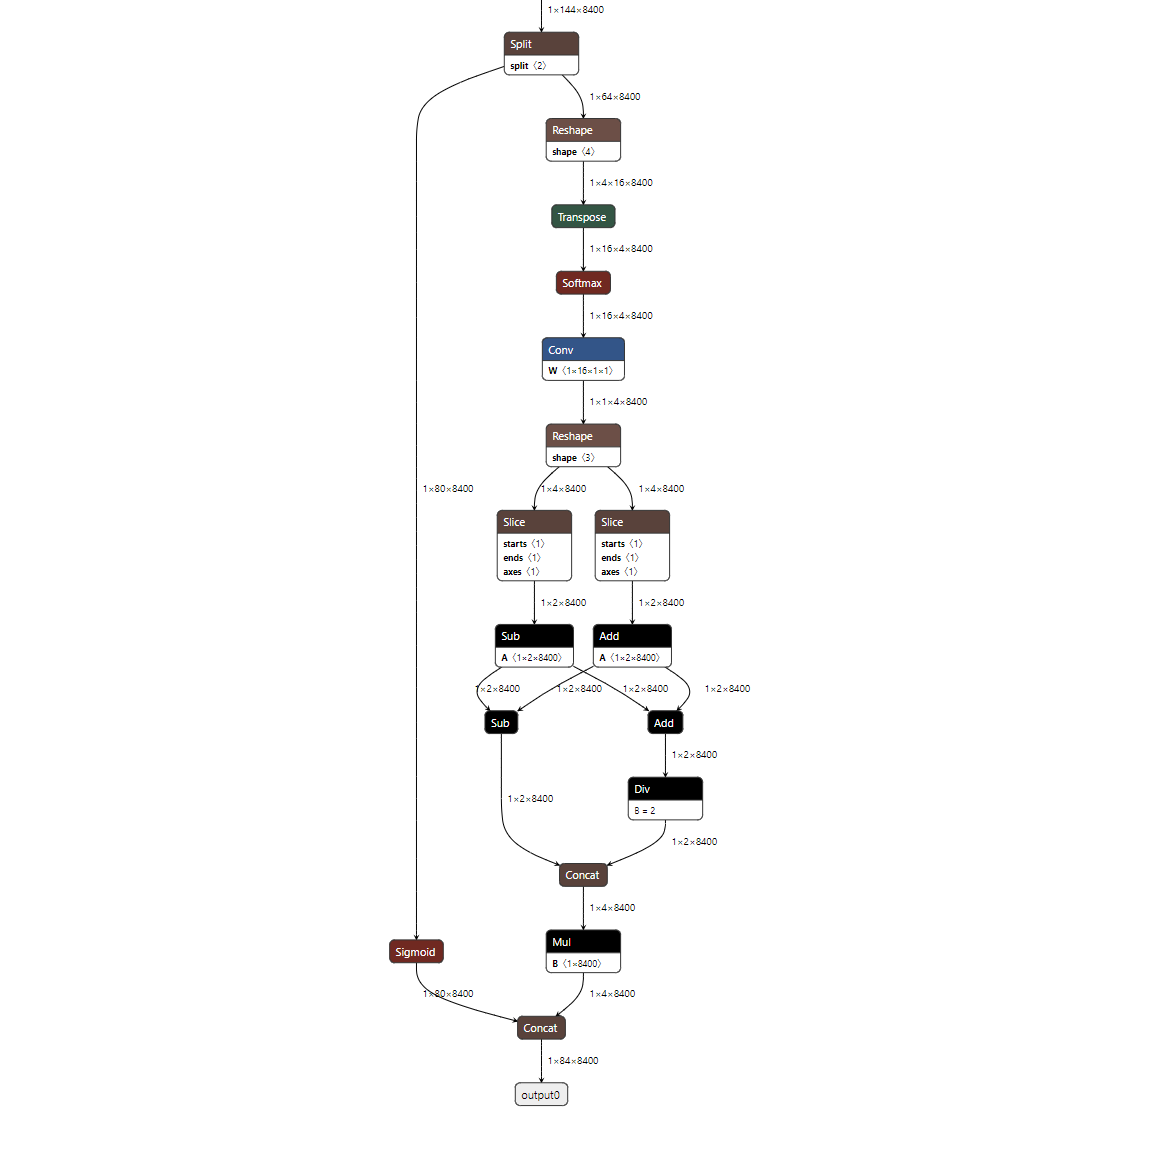 1×144×8400
Split
split 〈2〉
1×64×8400
Reshape
shape 〈4〉
1×4×16×8400
Transpose
1×16×4×8400
Softmax
1×16×4×8400
Conv
W 〈1×16×1×1〉
1×1×4×8400
Reshape
shape 〈3〉
1×80×8400
1×4×8400
1×4×8400
Slice
starts 〈1〉
ends 〈1〉
axes 〈1〉
Slice
starts 〈1〉
ends 〈1〉
axes 〈1〉
1×2×8400
1×2×8400
Sub
A 〈1×2×8400〉
Add
A 〈1×2×8400〉
1×2×8400
1×2×8400
1×2×8400
1×2×8400
Sub
Add
1×2×8400
Div
B = 2
1×2×8400
1×2×8400
Concat
1×4×8400
Mul
B 〈1×8400〉
Sigmoid
1×80×8400
1×4×8400
Concat
1×84×8400
output0